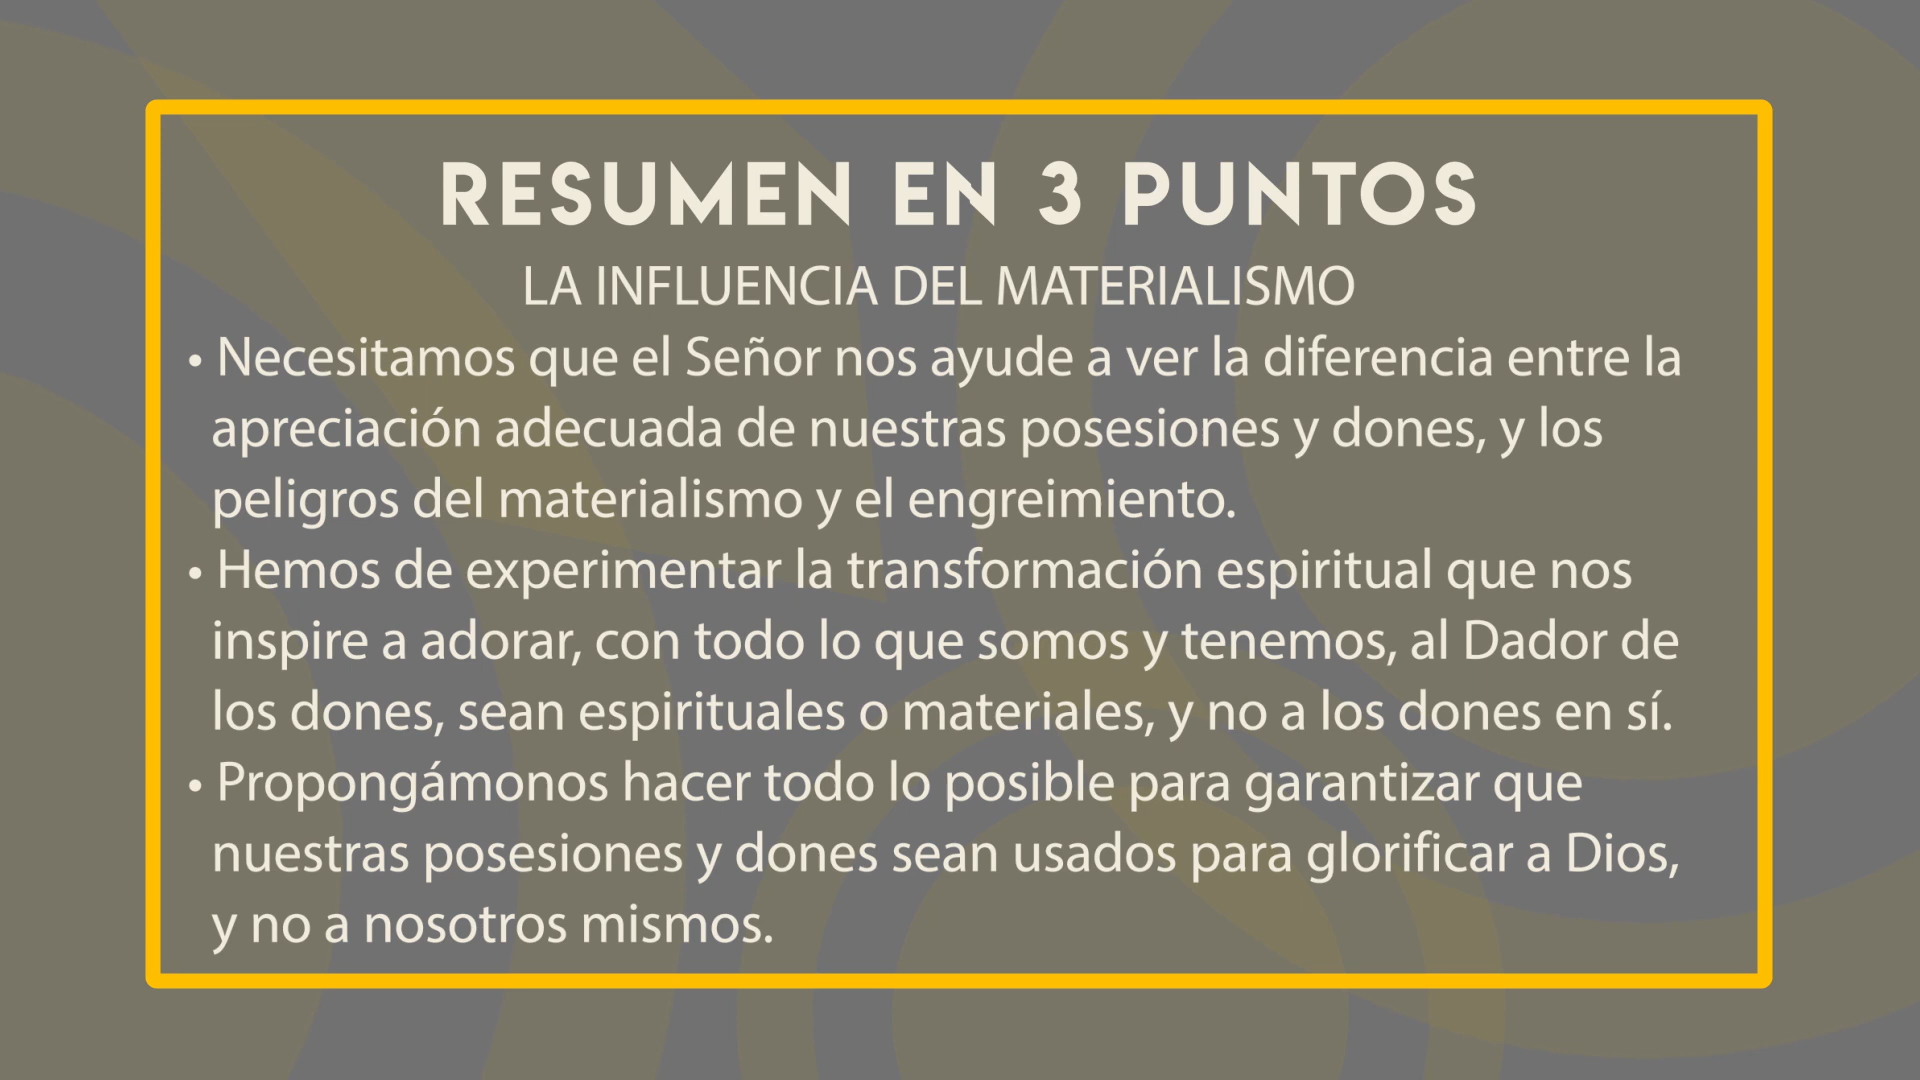 RESUMEN EN 3 PUNTOS
LA INFLUENCIA DEL MATERIALISMO
• Necesitamos que el Señor nos ayude a ver la diferencia entre la
apreciación adecuada de nuestras posesiones y dones, y los
peligros del materialismo y el engreimiento.
• Hemos de experimentar la transformación espiritual que nos
inspire a adorar, con todo lo que somos y tenemos, al Dador de
los dones, sean espirituales o materiales, y no a los dones en sí.
• Propongámonos hacer todo lo posible para garantizar que
nuestras posesiones y dones sean usados para glorificar a Dios,
y no a nosotros mismos.